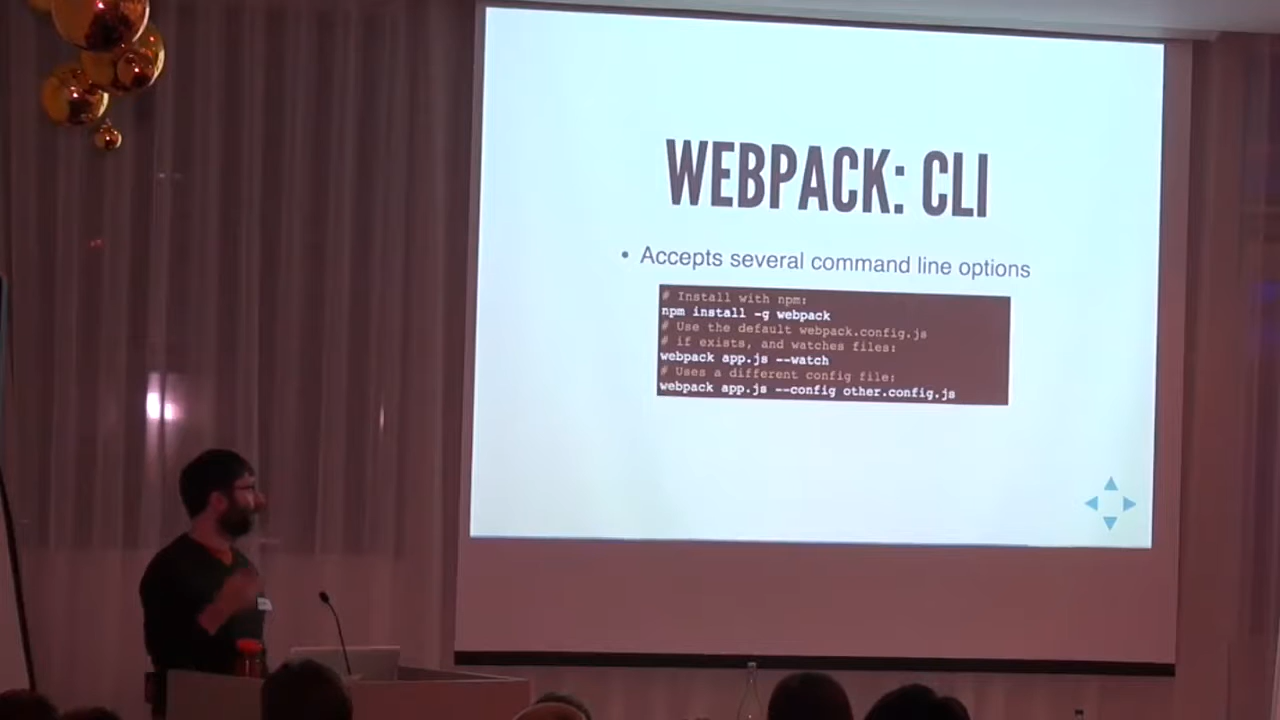 WEBPACK: CLI
• Accepts several command line options
# Install with npm:
npm install -g webpack
# Use the default webpack.config.js
# if exists, and watches files:
webpack app.js --watch
# Uses a different config file:
webpack app.js --config other.config.js